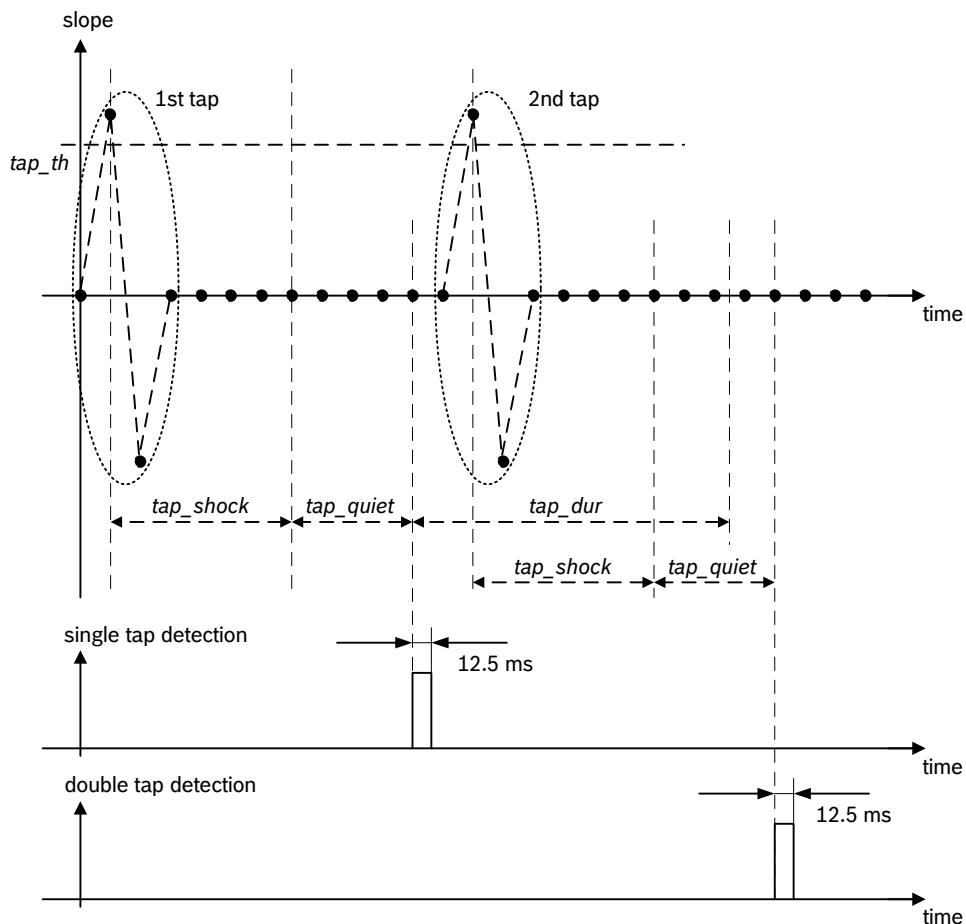 slope
1st tap
2nd tap
tap_th
time
tap_shock
tap_quiet
tap_dur
tap_shock
tap_quiet
single tap detection
12.5 ms
time
double tap detection
12.5 ms
time